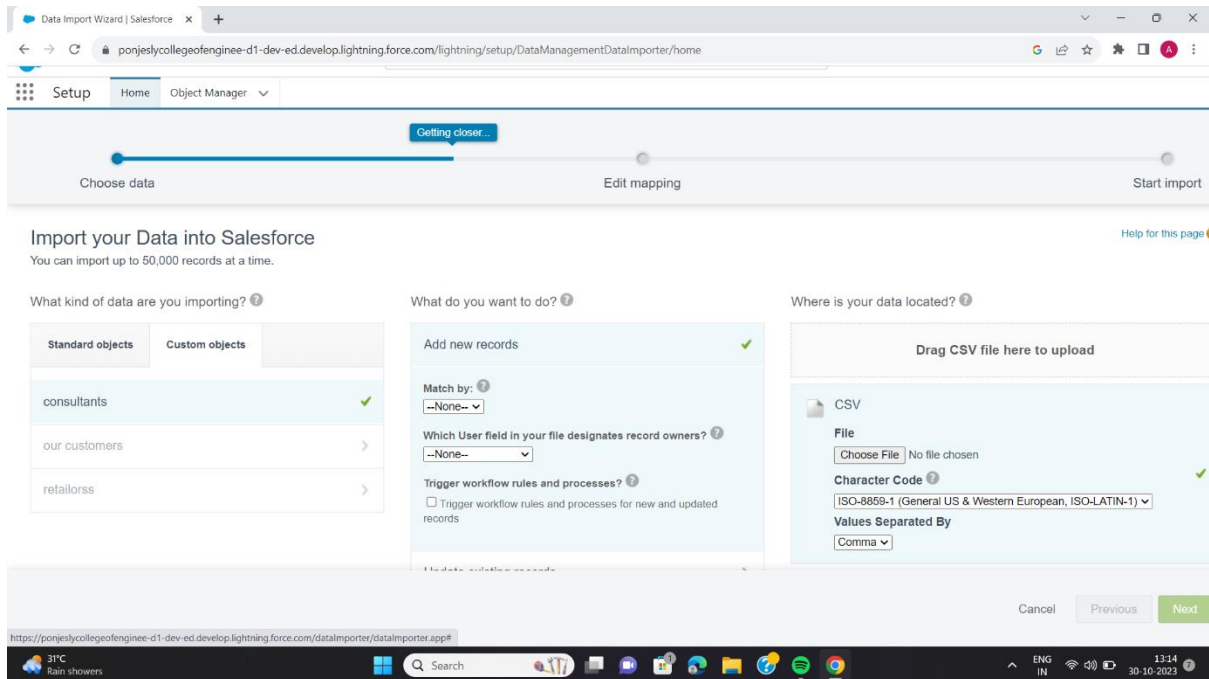 Data Import Wizard | Salesforce
ponjeslycollegeofenginee-d1-dev-ed.develop.lightning.force.com/lightning/setup/DataManagementDataImporter/home
A
Setup Home Object Manager
Getting closer...
Choose data Edit mapping Start import
Import your Data into Salesforce
Help for this page
You can import up to 50,000 records at a time.
What kind of data are you importing? ?
Standard objects Custom objects
consultants
our customers
retailorss
What do you want to do? ?
Add new records
Match by: ?
--None--
Which User field in your file designates record owners? ?
--None--
Trigger workflow rules and processes? ?
Trigger workflow rules and processes for new and updated
records
Update existing records
Where is your data located? ?
Drag CSV file here to upload
CSV
File
Choose File No file chosen
Character Code ?
ISO-8859-1 (General US & Western European, ISO-LATIN-1)
Values Separated By
Comma
Cancel Previous Next
https://ponjeslycollegeofenginee-d1-dev-ed.develop.lightning.force.com/dataImporter/dataImporter.app#
31°C
Rain showers
Search
ENG
IN
13:14
30-10-2023